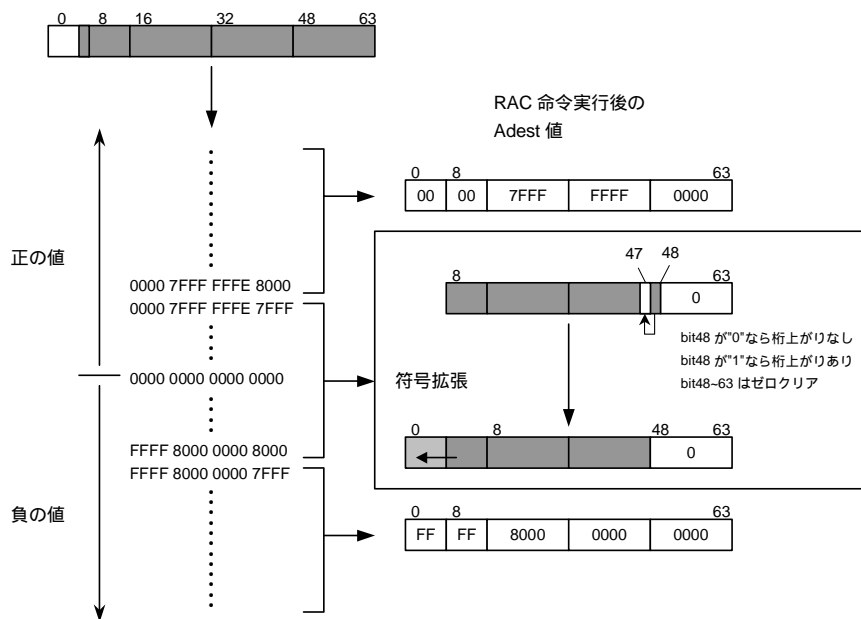 0 8 16 32 48 63
RAC 命令実行後の
Adest 値
0 8 63
00 00 7FFF FFFF 0000
正の値
0000 7FFF FFFE 8000
0000 7FFF FFFE 7FFF
0000 0000 0000 0000
FFFF 8000 0000 8000
FFFF 8000 0000 7FFF
負の値
47 48
8 63
0
bit48 が"0"なら桁上がりなし
bit48 が"1"なら桁上がりあり
bit48~63 はゼロクリア
符号拡張
0 8 48 63
0
0 8 63
FF FF 8000 0000 0000